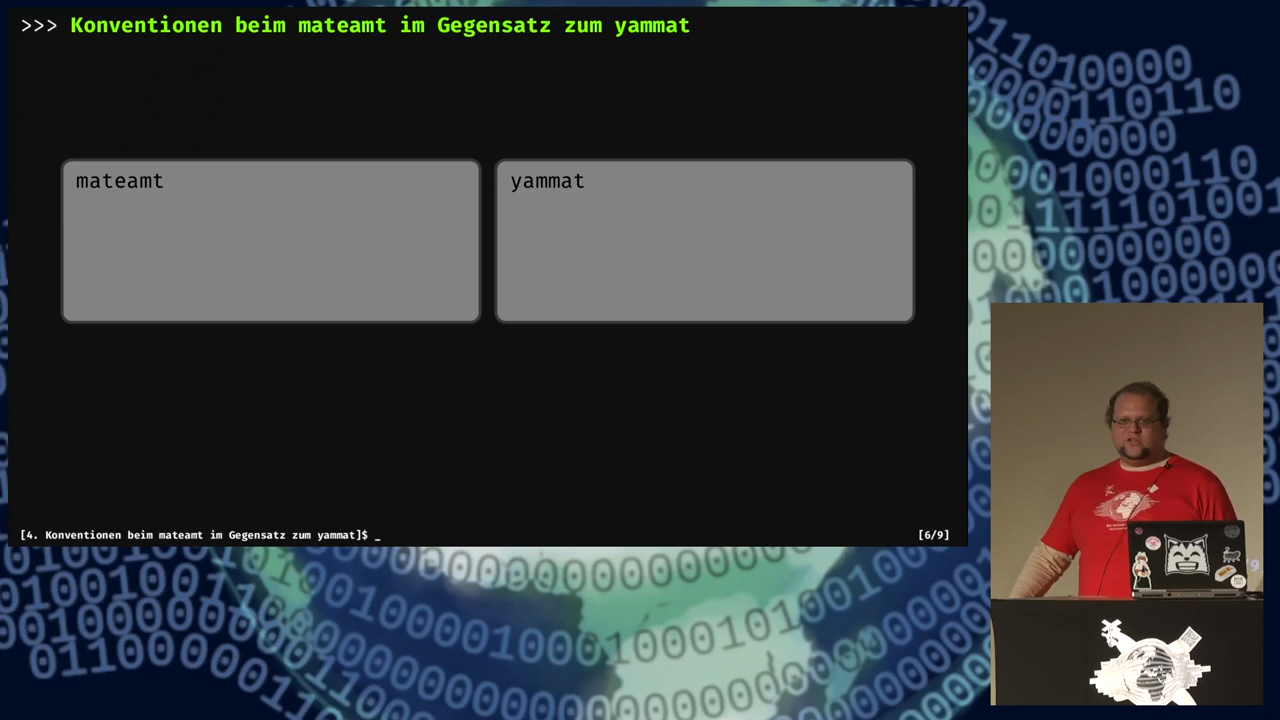 >>> Konventionen beim mateamt im Gegensatz zum yammat
mateamt
yammat
[4. Konventionen beim mateamt im Gegensatz zum yammat]$ _
[6/9]